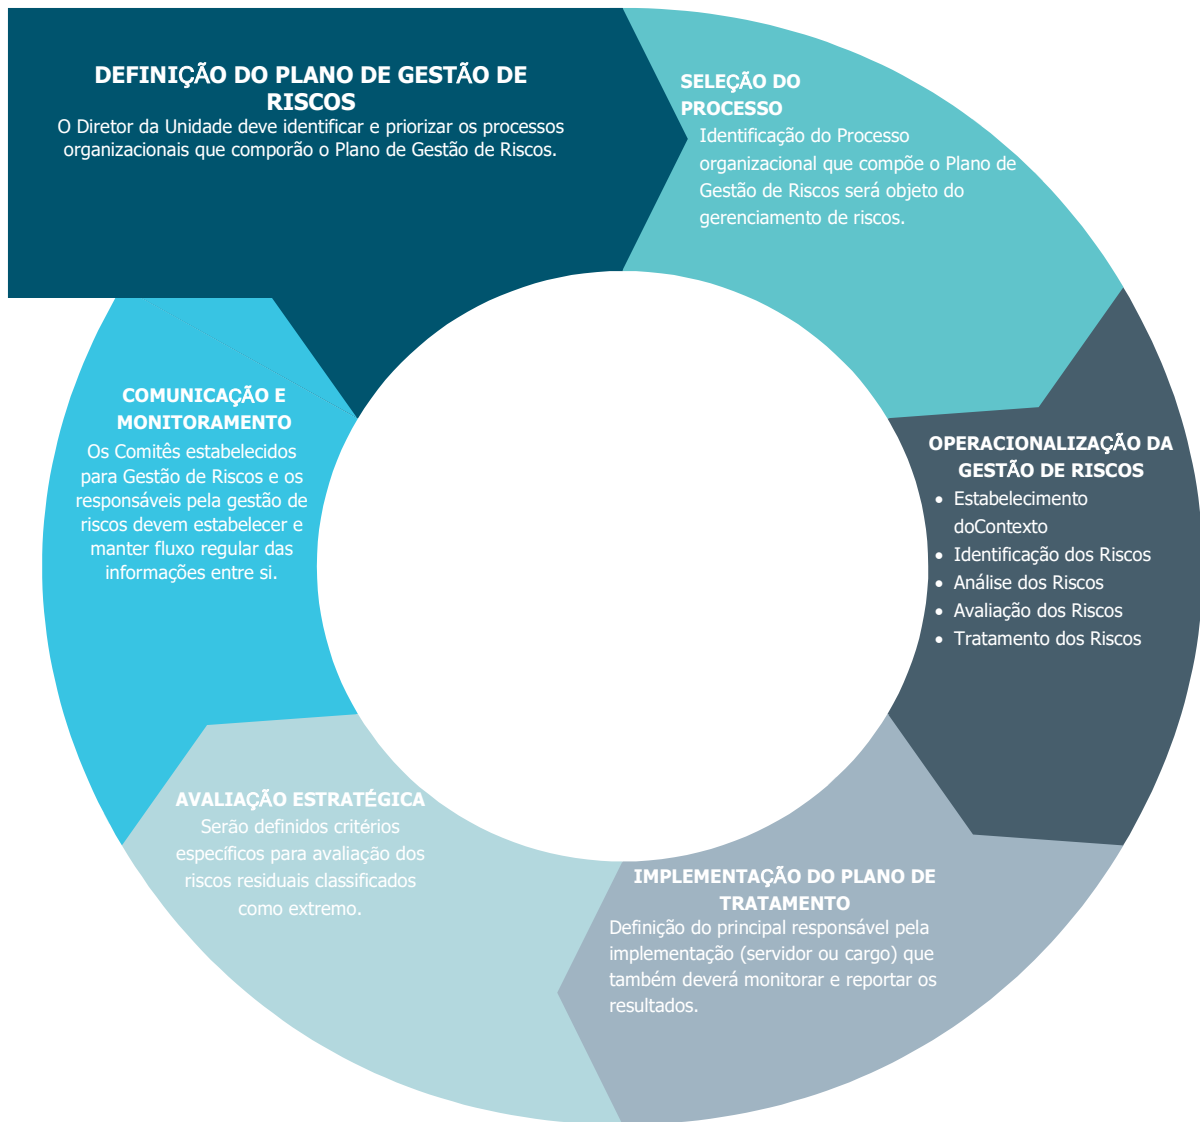 DEFINIÇÃO DO PLANO DE GESTÃO DE
RISCOS
O Diretor da Unidade deve identificar e priorizar os processos
organizacionais que comporão o Plano de Gestão de Riscos.
SELEÇÃO DO
PROCESSO
Identificação do Processo
organizacional que compõe o Plano de
Gestão de Riscos será objeto do
gerenciamento de riscos.
OPERACIONALIZAÇÃO DA
GESTÃO DE RISCOS
• Estabelecimento
doContexto
• Identificação dos Riscos
• Análise dos Riscos
• Avaliação dos Riscos
• Tratamento dos Riscos
IMPLEMENTAÇÃO DO PLANO DE
TRATAMENTO
Definição do principal responsável pela
implementação (servidor ou cargo) que
também deverá monitorar e reportar os
resultados.
AVALIAÇÃO ESTRATÉGICA
Serão definidos critérios
específicos para avaliação dos
riscos residuais classificados
como extremo.
COMUNICAÇÃO E
MONITORAMENTO
Os Comitês estabelecidos
para Gestão de Riscos e os
responsáveis pela gestão de
riscos devem estabelecer e
manter fluxo regular das
informações entre si.